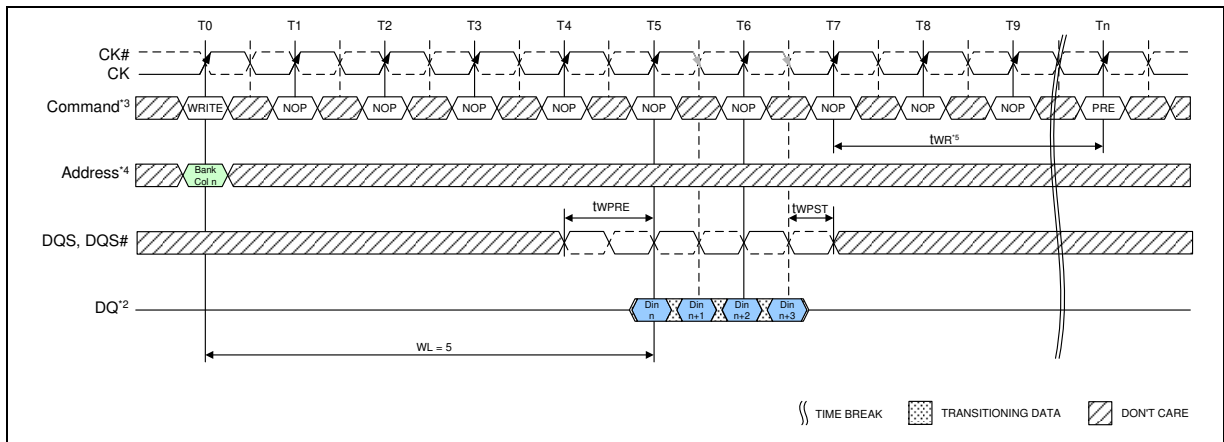 T0 T1 T2 T3 T4 T5 T6 T7 T8 T9 Tn
CK#
CK
Command*3 WRITE NOP NOP NOP NOP NOP NOP NOP NOP NOP PRE
tWR*5
Address*4 Bank
Col n
tWPRE tWPST
DQS, DQS#
DQ*2 Din
n Din
n+1 Din
n+2 Din
n+3
WL = 5
TIME BREAK TRANSITIONING DATA DON'T CARE